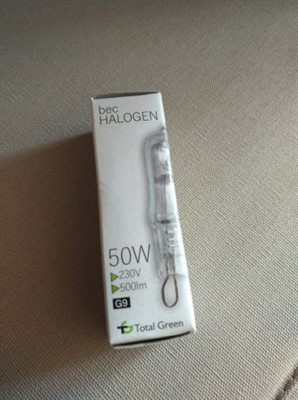 bec
HALOGEN
50W
230V
500lm
G9
Total Green